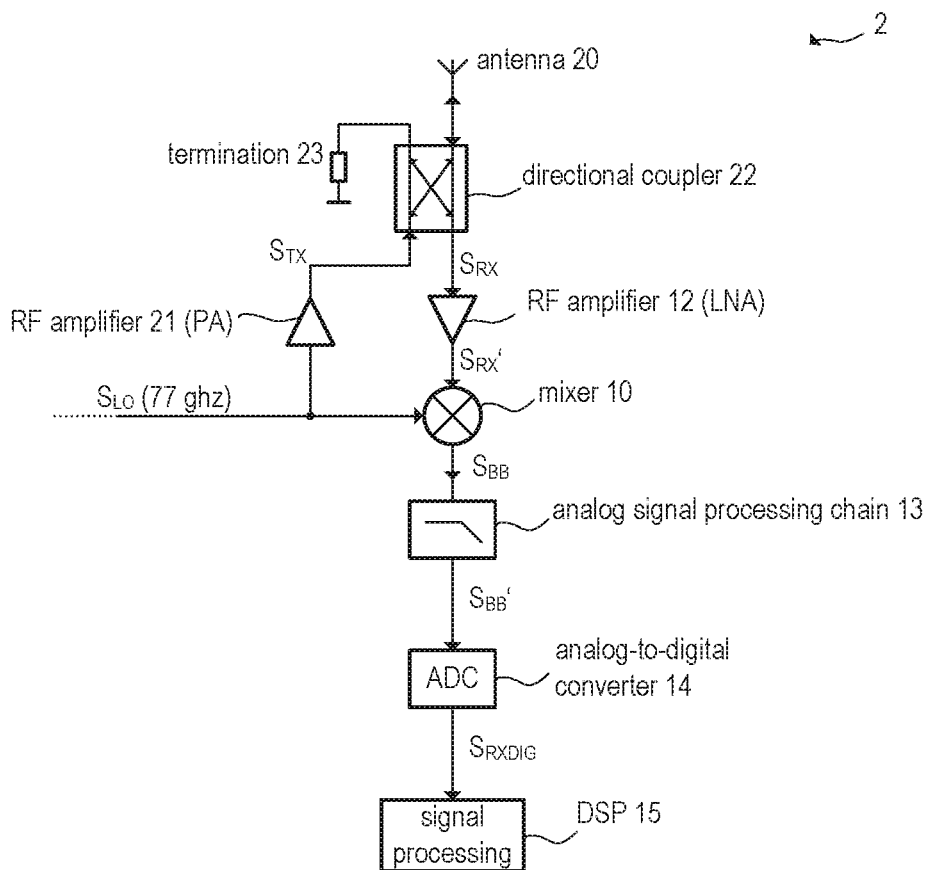 2
antenna 20
termination 23
directional coupler 22
STX
SRX
RF amplifier 21 (PA)
RF amplifier 12 (LNA)
SRX‘
SLO (77 ghz)
mixer 10
SBB
analog signal processing chain 13
SBB‘
ADC
analog-to-digital
converter 14
SRXDIG
signal
processing
DSP 15